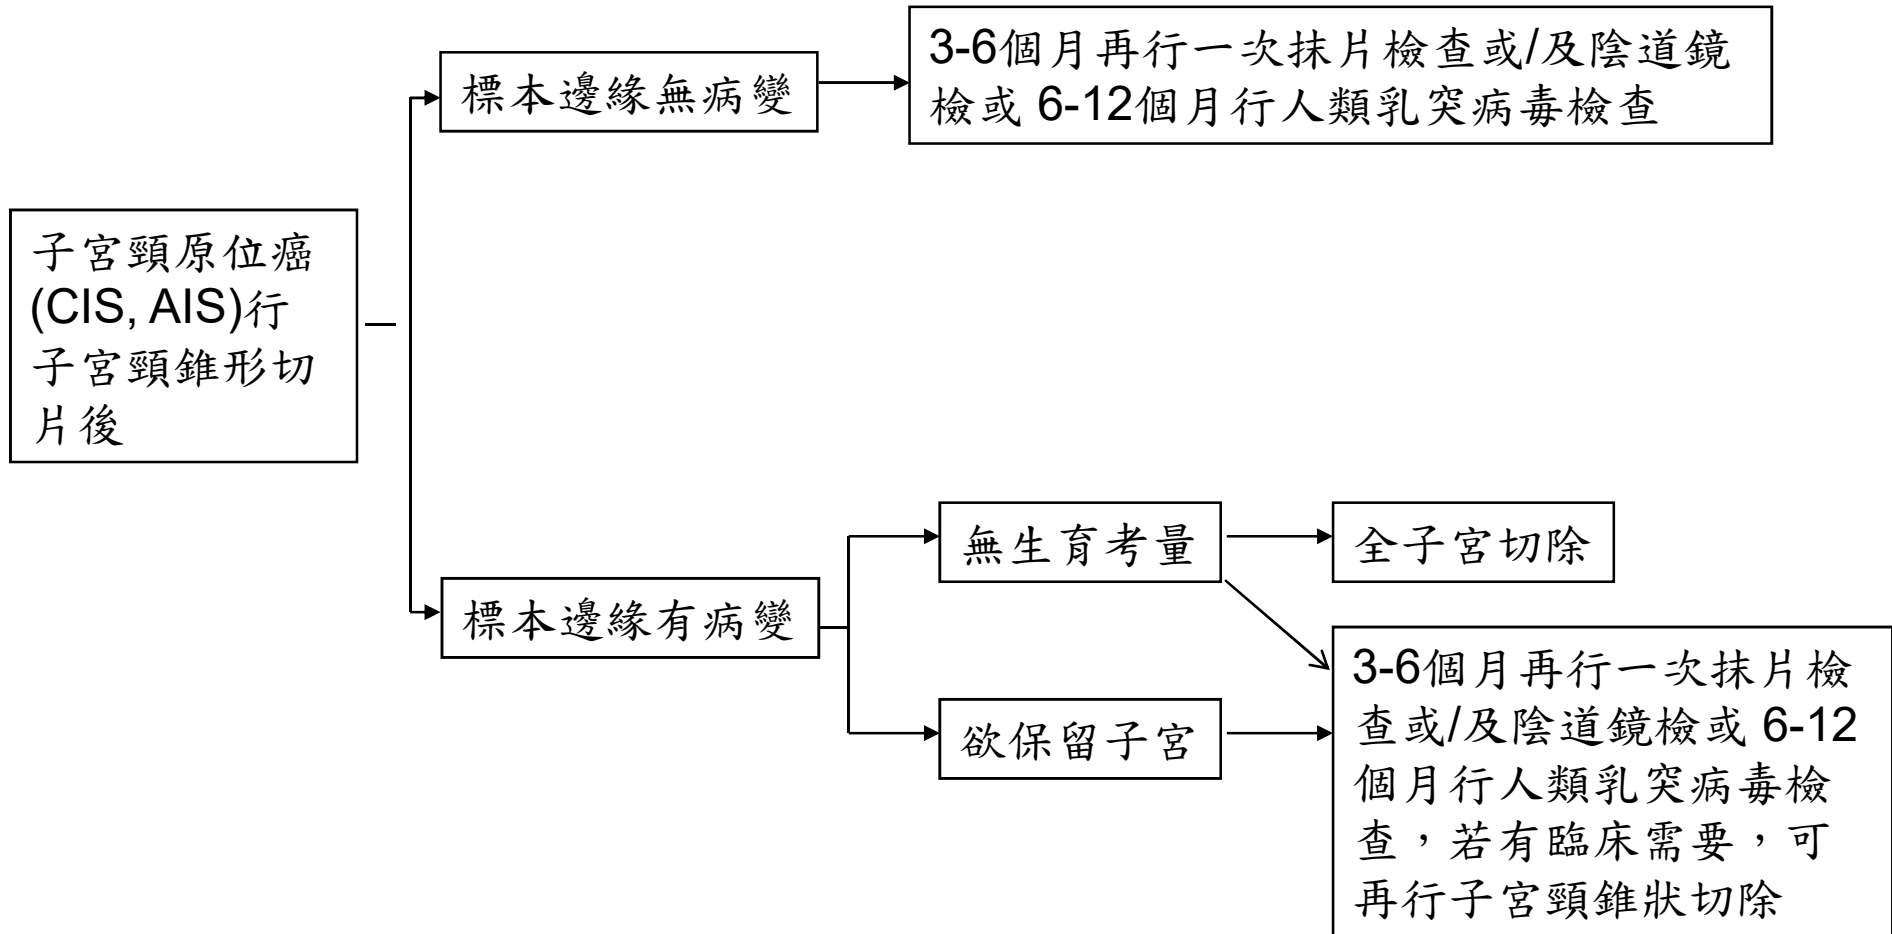 子宮頸原位癌
(CIS, AIS)行
子宮頸錐形切
片後
標本邊緣無病變
3-6個月再行一次抹片檢查或/及陰道鏡
檢或 6-12個月行人類乳突病毒檢查
標本邊緣有病變
無生育考量
全子宮切除
欲保留子宮
3-6個月再行一次抹片檢
查或/及陰道鏡檢或 6-12
個月行人類乳突病毒檢
查，若有臨床需要，可
再行子宮頸錐狀切除